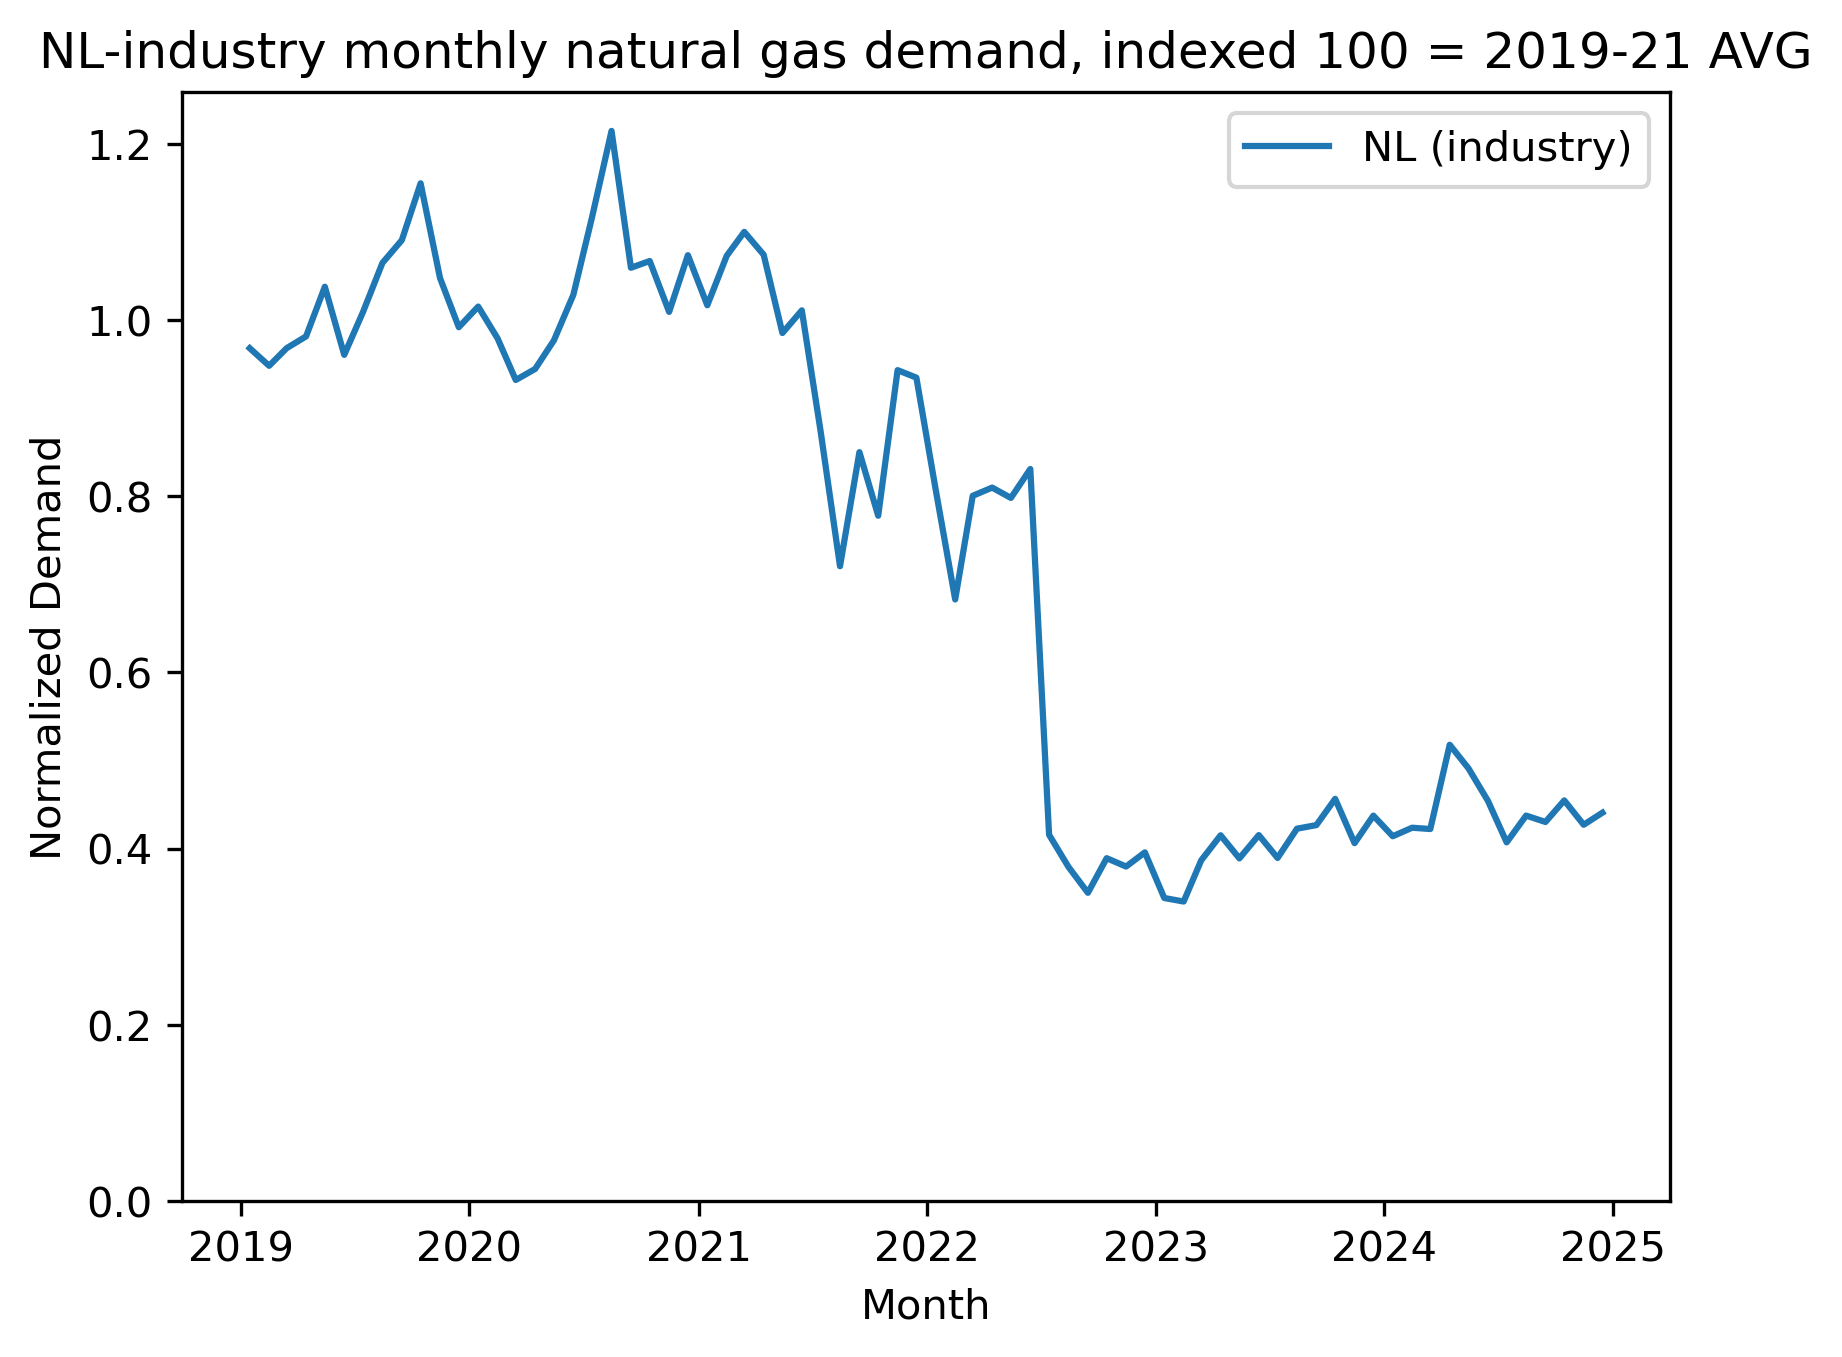 NL-industry monthly natural gas demand, indexed 100 = 2019-21 AVG
NL (industry)
Normalized Demand
1.2
1.0
0.8
0.6
0.4
0.2
0.0
2019 2020 2021 2022 2023 2024 2025
Month